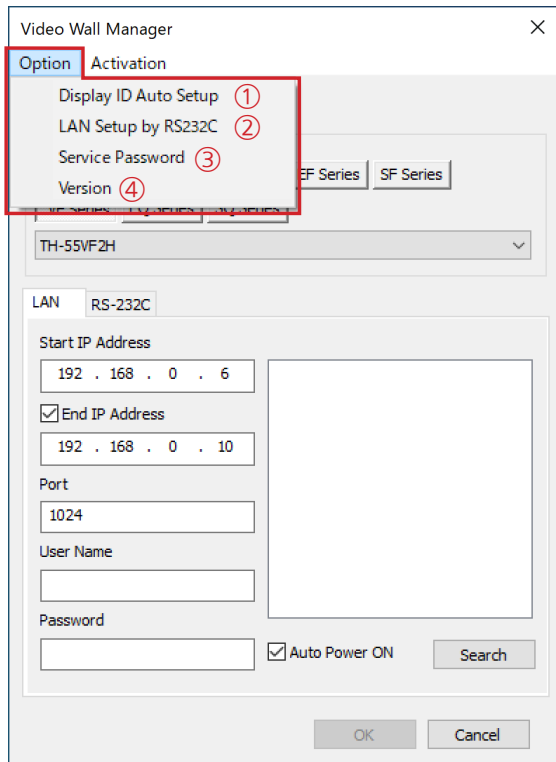 Video Wall Manager
Option Activation
Display ID Auto Setup ①
LAN Setup by RS232C ②
Service Password ③
Version ④
EF Series SF Series
TH-55VF2H
LAN RS-232C
Start IP Address
192 . 168 . 0 . 6
End IP Address
192 . 168 . 0 . 10
Port
1024
User Name
Password
Auto Power ON Search
OK Cancel